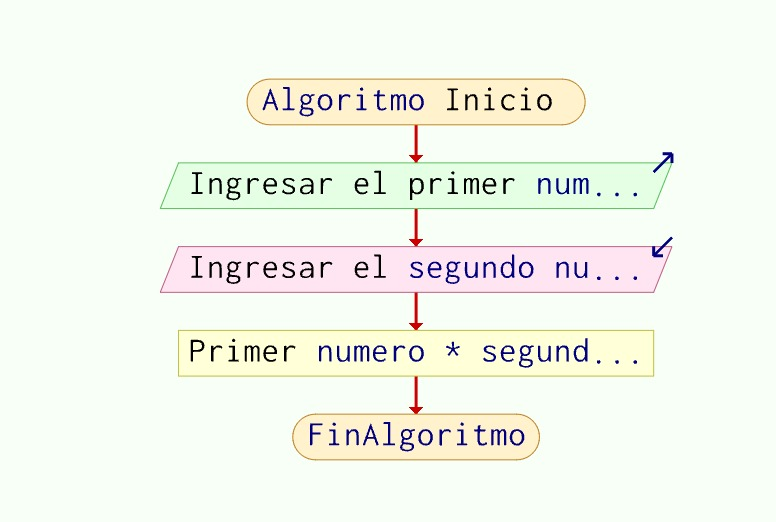 Algoritmo Inicio
Ingresar el primer num...
Ingresar el segundo nu...
Primer numero * segund...
FinAlgoritmo